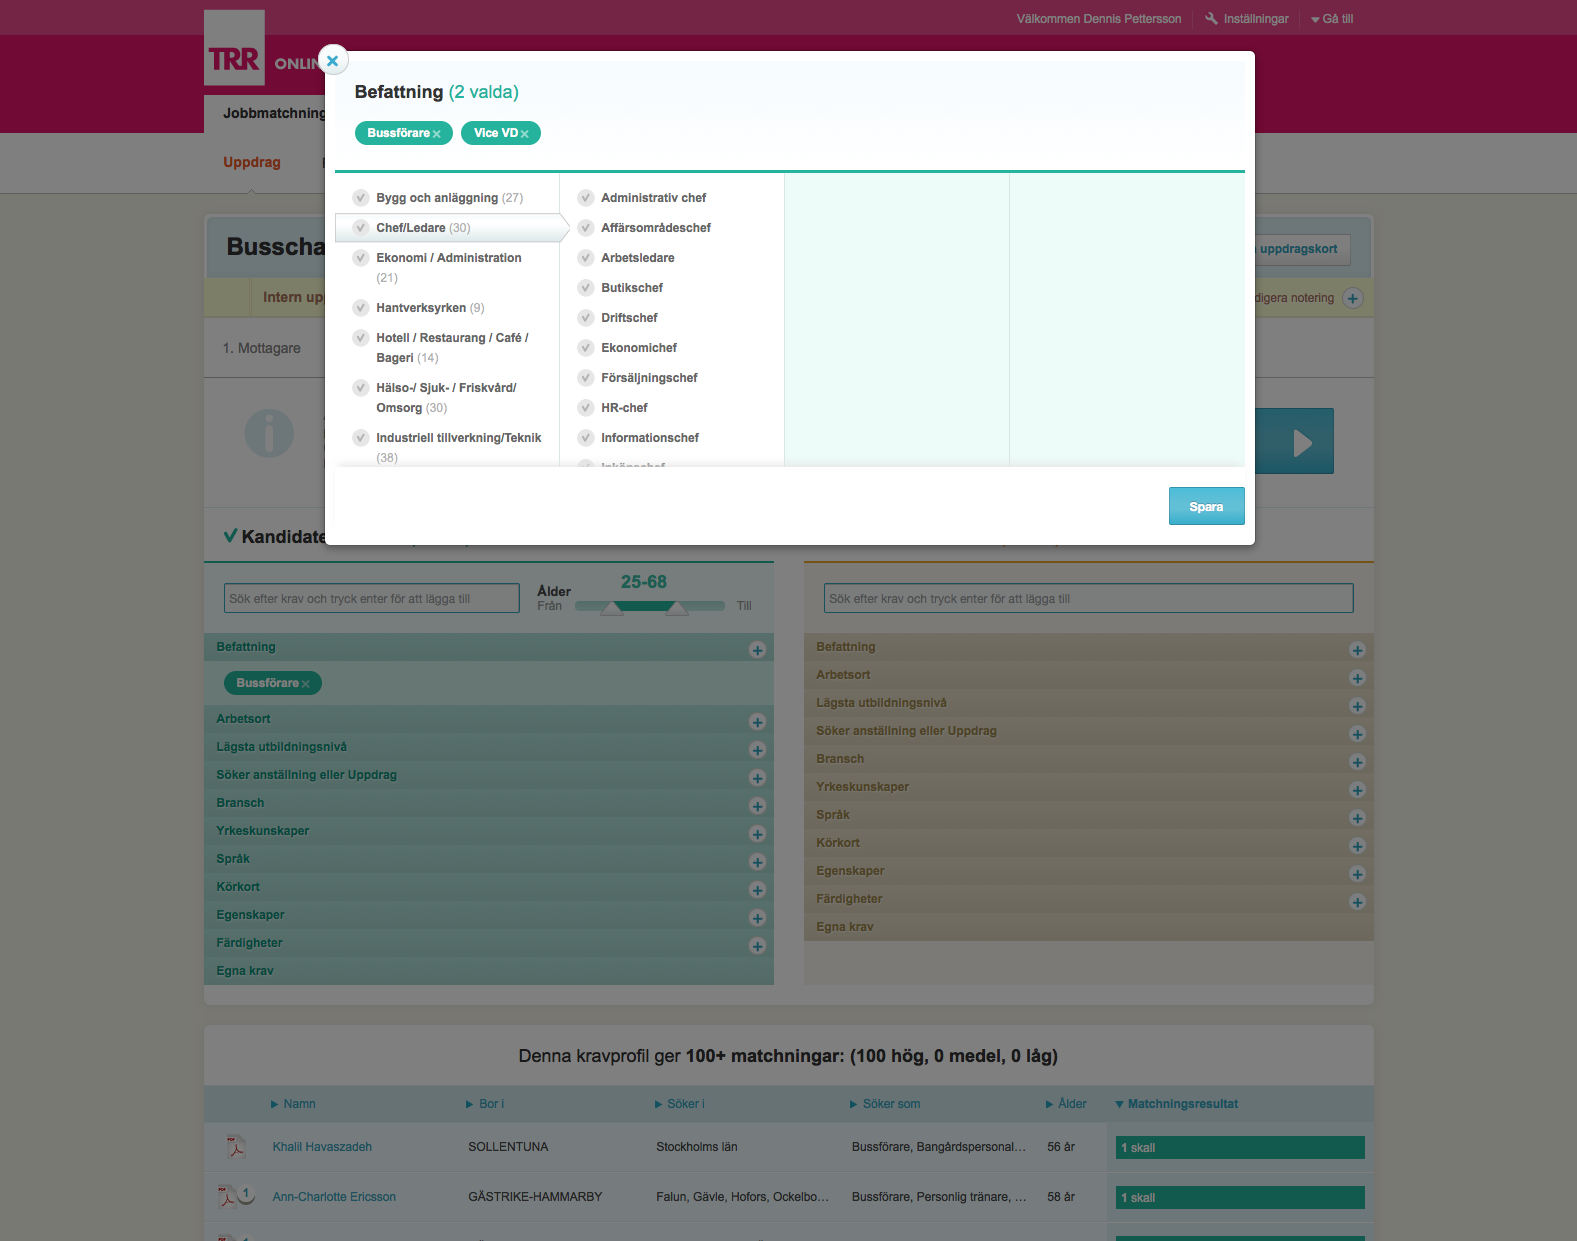 Välkommen Dennis Pettersson
Inställningar
Gå till
TRR
Jobbmatchning
Uppdrag
Befattning (2 valda)
Bussförare
Vice VD
Bygg och anläggning (27)
Chef/Ledare (30)
Ekonomi / Administration
(21)
Hantverksyrken (9)
Hotell / Restaurang / Café /
Bageri (14)
Hälso-/ Sjuk- / Friskvård/
Omsorg (30)
Industriell tillverkning/Teknik
(38)
Administrativ chef
Affärsområdeschef
Arbetsledare
Butikschef
Driftschef
Ekonomichef
Försäljningschef
HR-chef
Informationschef
Inköpschef
Spara
Busscha
uppdragskort
Intern upp
digera notering
1. Mottagare
Kandidate
Sök efter krav och tryck enter för att lägga till
Ålder
Från
25-68
Till
Befattning
Bussförare
Arbetsort
Lägsta utbildningsnivå
Söker anställning eller Uppdrag
Bransch
Yrkeskunskaper
Språk
Körkort
Egenskaper
Färdigheter
Egna krav
Sök efter krav och tryck enter för att lägga till
Befattning
Arbetsort
Lägsta utbildningsnivå
Söker anställning eller Uppdrag
Bransch
Yrkeskunskaper
Språk
Körkort
Egenskaper
Färdigheter
Egna krav
Denna kravprofil ger 100+ matchningar: (100 hög, 0 medel, 0 låg)
Namn Bor i Söker i Söker som Ålder Matchningsresultat
PDF Khalil Havaszadeh SOLLENTUNA Stockholms län Bussförare, Bangårdspersonal... 56 år 1 skall
PDF 1 Ann-Charlotte Ericsson GÄSTRIKE-HAMMARBY Falun, Gävle, Hofors, Ockelbo... Bussförare, Personlig tränare, ... 58 år 1 skall